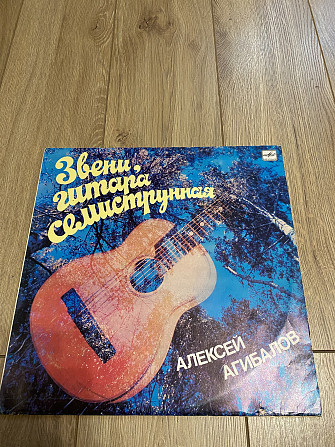 Звени,
гитара
семиструнная
АЛЕКСЕЙ
АГИБАЛОВ